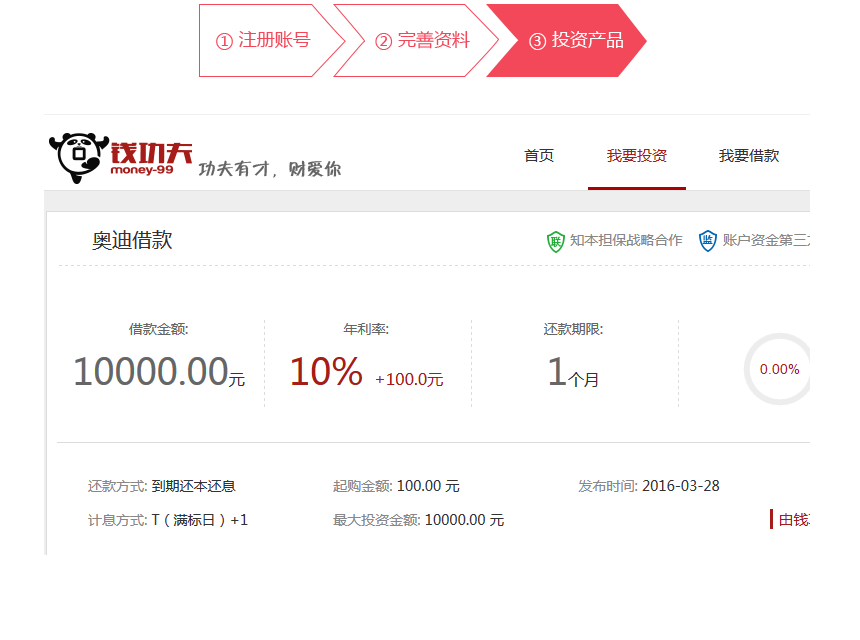 ① 注册账号 ② 完善资料 ③ 投资产品
钱功夫
money-99
功夫有才，财爱你
首页 我要投资 我要借款
奥迪借款
联 知本担保战略合作 监 账户资金第三
借款金额: 年利率: 还款期限:
10000.00元 10% +100.0元 1个月
0.00%
还款方式: 到期还本还息 起购金额: 100.00 元 发布时间: 2016-03-28
计息方式: T ( 满标日 ) +1 最大投资金额: 10000.00 元
由钱